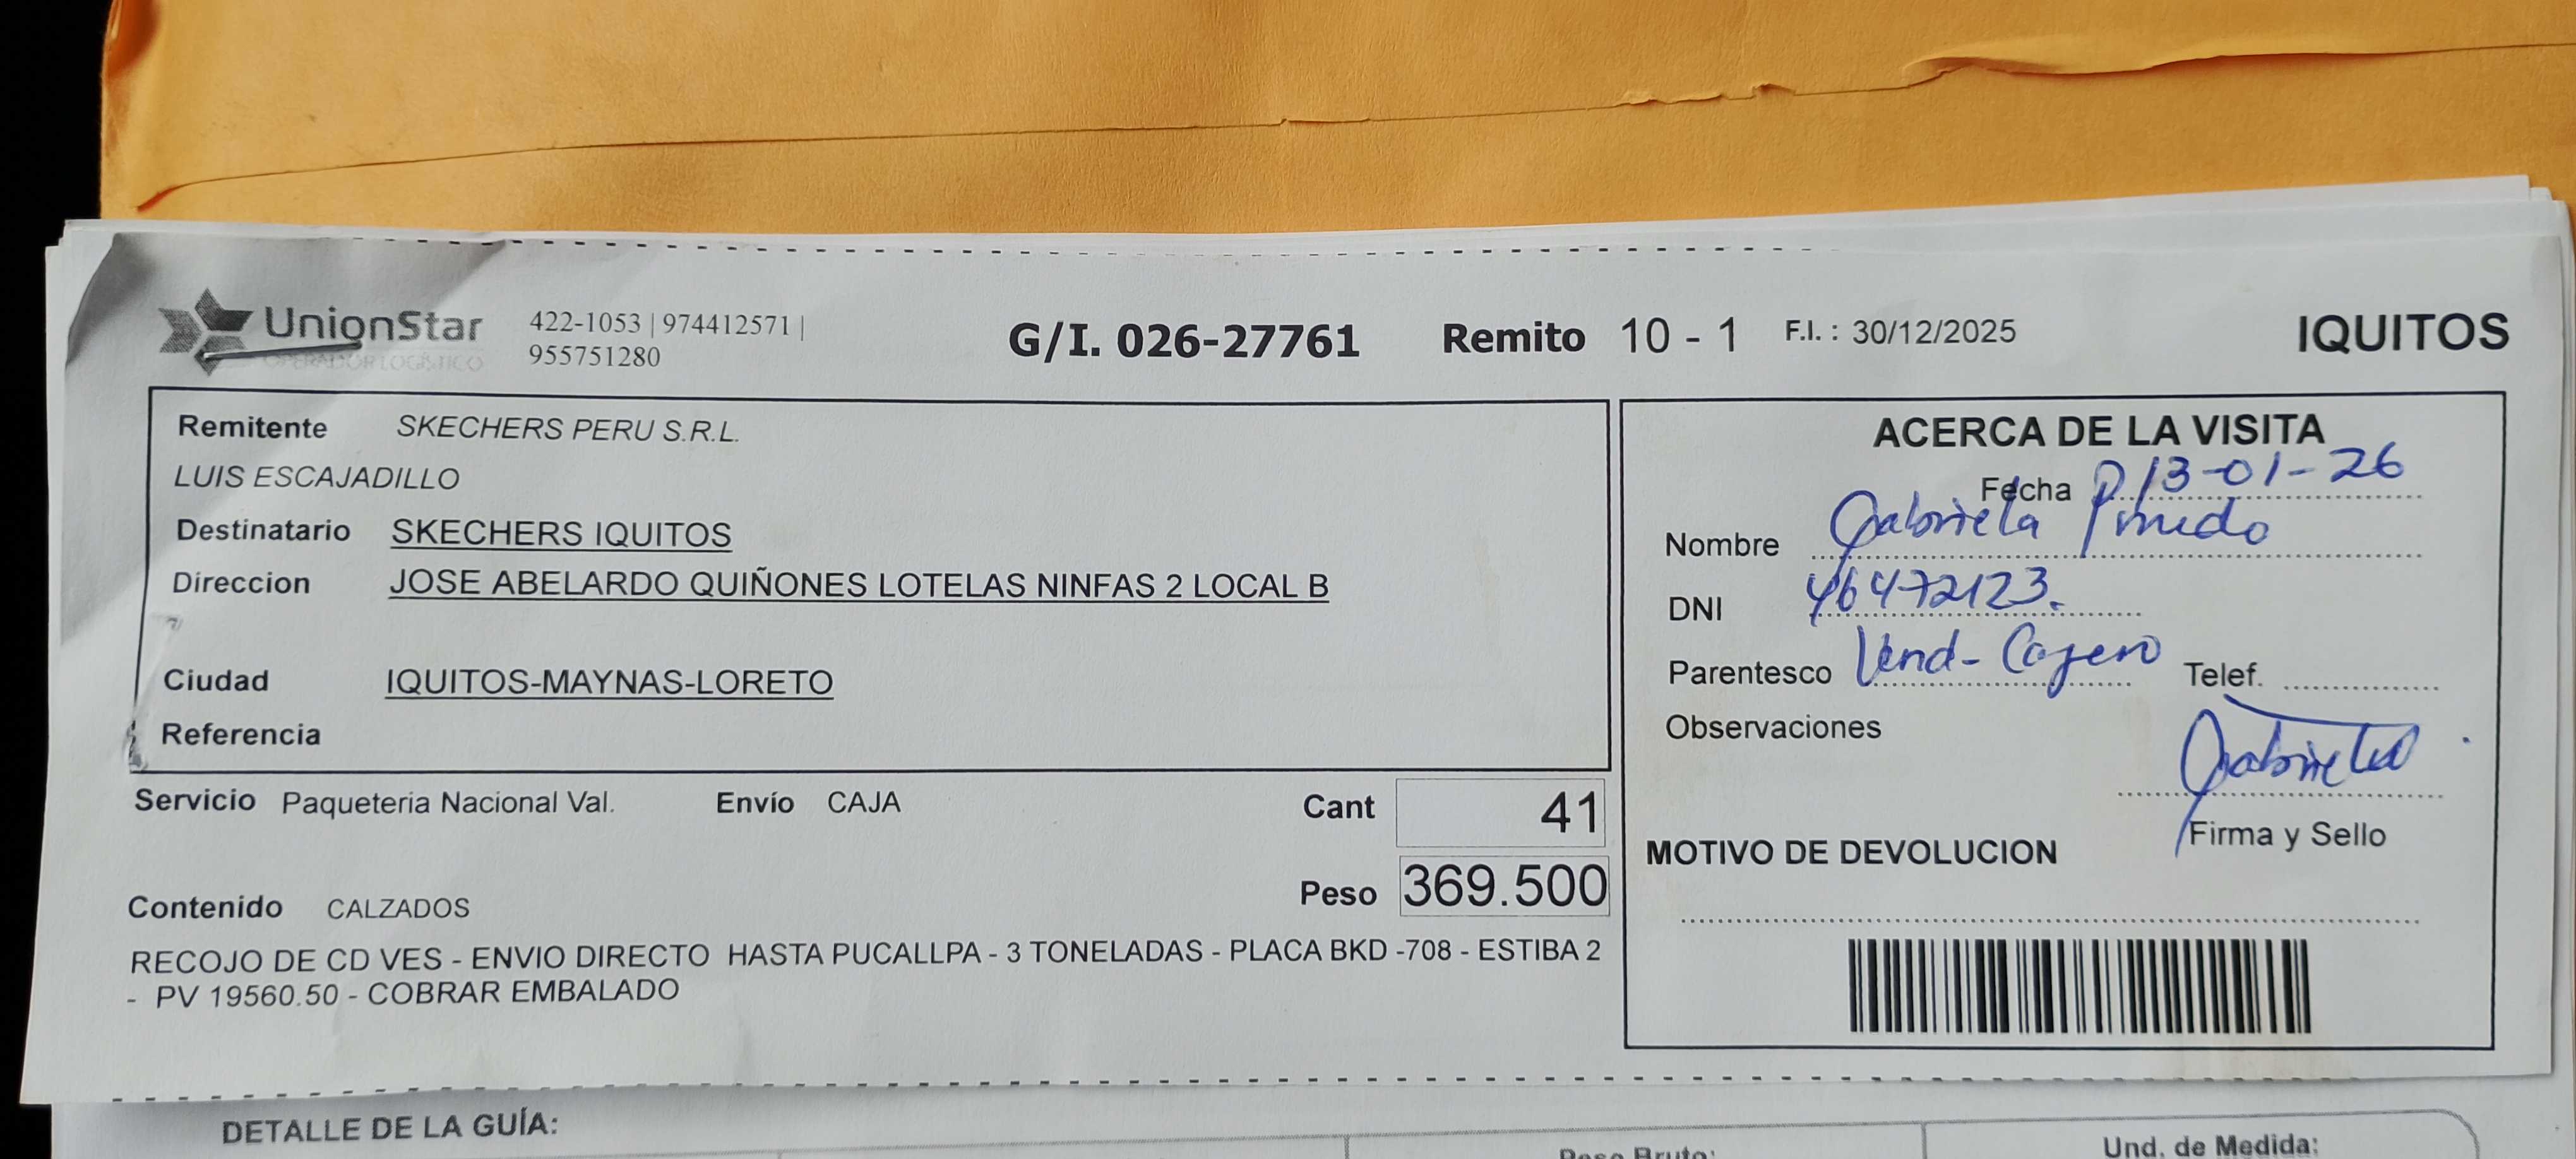 UnionStar
OPERADOR LOGÍSTICO
422-1053 | 974412571 |
955751280
G/I. 026-27761 Remito 10 - 1 F.I. : 30/12/2025 IQUITOS
Remitente SKECHERS PERU S.R.L.
LUIS ESCAJADILLO
Destinatario SKECHERS IQUITOS
Direccion JOSE ABELARDO QUIÑONES LOTELAS NINFAS 2 LOCAL B
Ciudad IQUITOS-MAYNAS-LORETO
Referencia
Servicio Paqueteria Nacional Val. Envío CAJA Cant 41
Peso 369.500
Contenido CALZADOS
RECOJO DE CD VES - ENVIO DIRECTO HASTA PUCALLPA - 3 TONELADAS - PLACA BKD -708 - ESTIBA 2
- PV 19560.50 - COBRAR EMBALADO
ACERCA DE LA VISITA
Fecha 13-01-26
Nombre Gabriela Pinedo
DNI 46472123.
Parentesco Vend- Cajero Telef.
Observaciones
Gabriela
Firma y Sello
MOTIVO DE DEVOLUCION
DETALLE DE LA GUÍA:
Peso Bruto:
Und. de Medida: